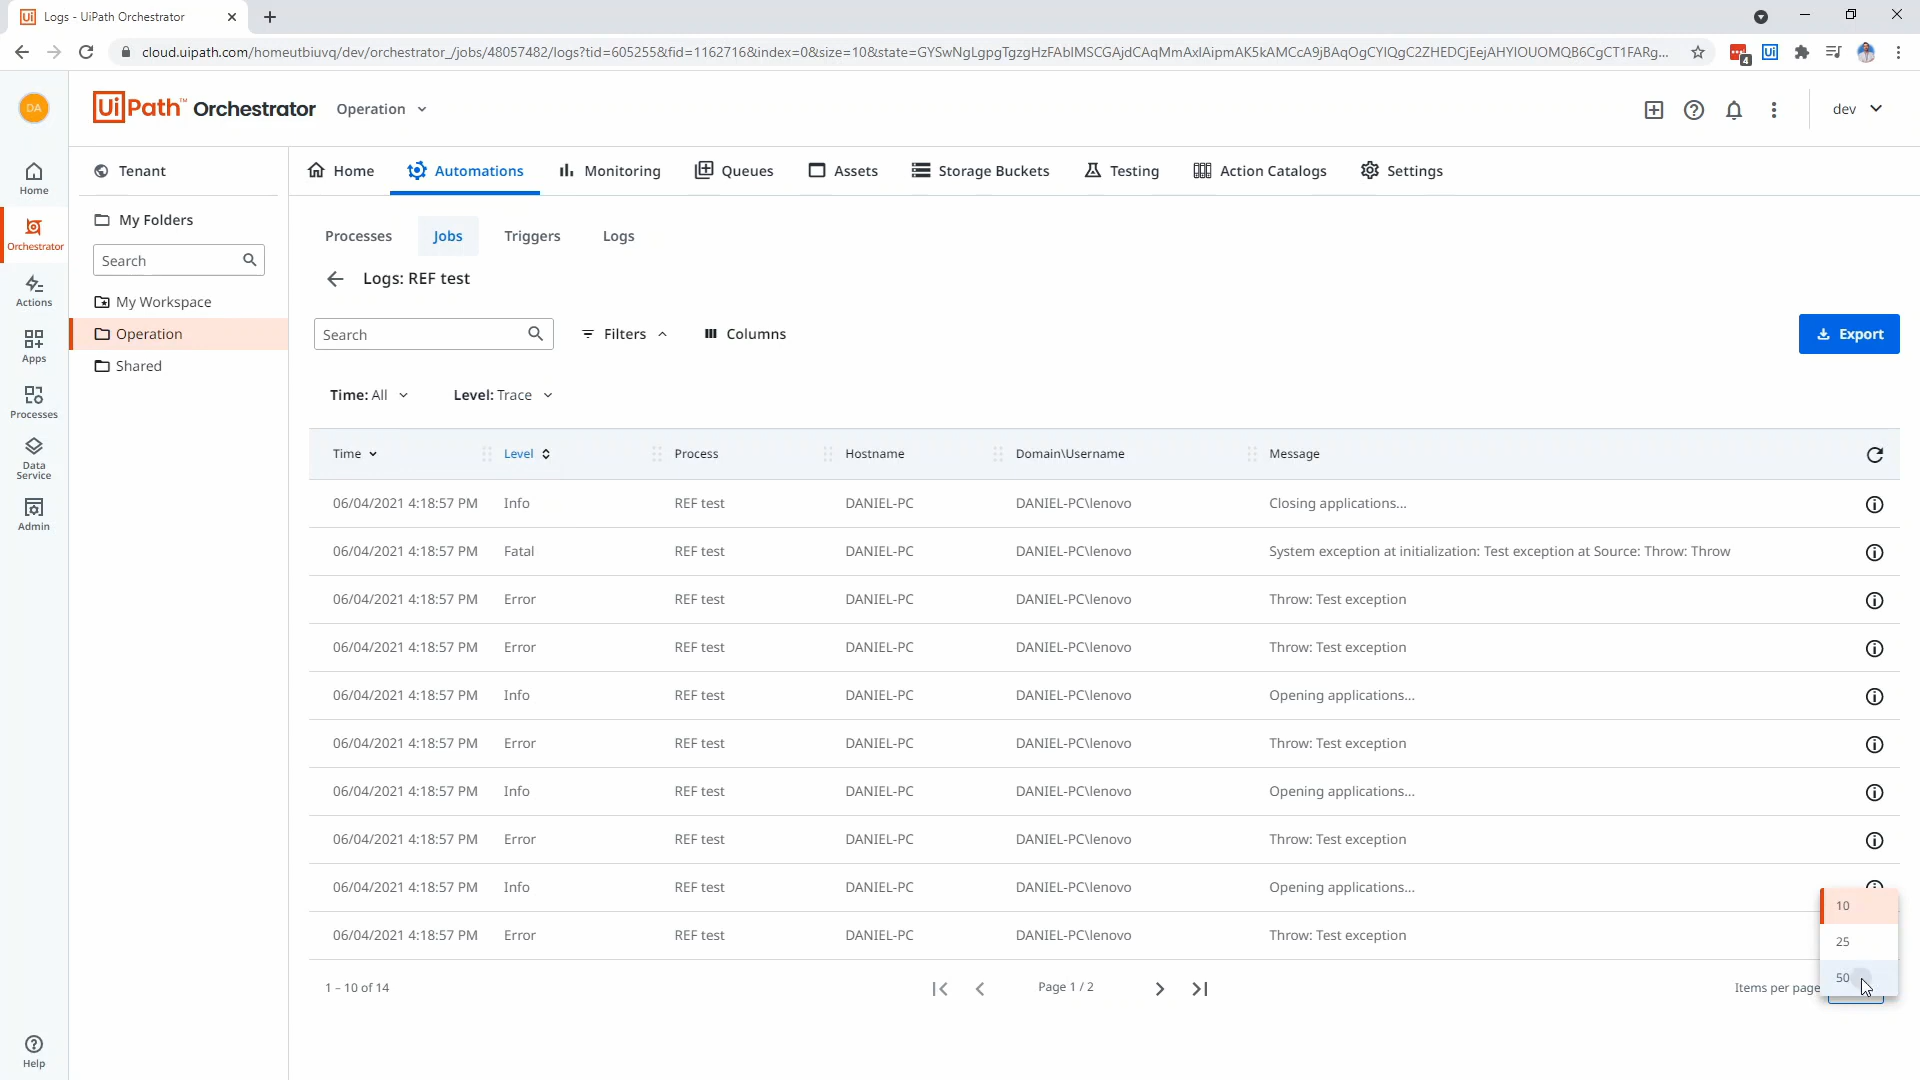 Logs - UiPath Orchestrator
cloud.uipath.com/homeutbiuvq/dev/orchestrator_/jobs/48057482/logs?tid=605255&fid=1162716&index=0&size=10&state=
4
DA
UiPath™ Orchestrator
Operation
dev
Home
Orchestrator
Actions
Apps
Processes
Data
Service
Admin
Help
Tenant
My Folders
Search
My Workspace
Operation
Shared
Home Automations Monitoring Queues Assets Storage Buckets Testing Action Catalogs Settings
Processes Jobs Triggers Logs
Logs: REF test
Search
Filters
Columns
Export
Time: All
Level: Trace
Time Level Process Hostname Domain\Username Message
06/04/2021 4:18:57 PM Info REF test DANIEL-PC DANIEL-PC\lenovo Closing applications...
06/04/2021 4:18:57 PM Fatal REF test DANIEL-PC DANIEL-PC\lenovo System exception at initialization: Test exception at Source: Throw: Throw
06/04/2021 4:18:57 PM Error REF test DANIEL-PC DANIEL-PC\lenovo Throw: Test exception
06/04/2021 4:18:57 PM Error REF test DANIEL-PC DANIEL-PC\lenovo Throw: Test exception
06/04/2021 4:18:57 PM Info REF test DANIEL-PC DANIEL-PC\lenovo Opening applications...
06/04/2021 4:18:57 PM Error REF test DANIEL-PC DANIEL-PC\lenovo Throw: Test exception
06/04/2021 4:18:57 PM Info REF test DANIEL-PC DANIEL-PC\lenovo Opening applications...
06/04/2021 4:18:57 PM Error REF test DANIEL-PC DANIEL-PC\lenovo Throw: Test exception
06/04/2021 4:18:57 PM Info REF test DANIEL-PC DANIEL-PC\lenovo Opening applications...
06/04/2021 4:18:57 PM Error REF test DANIEL-PC DANIEL-PC\lenovo Throw: Test exception
10
25
50
1 – 10 of 14
Page 1 / 2
Items per page